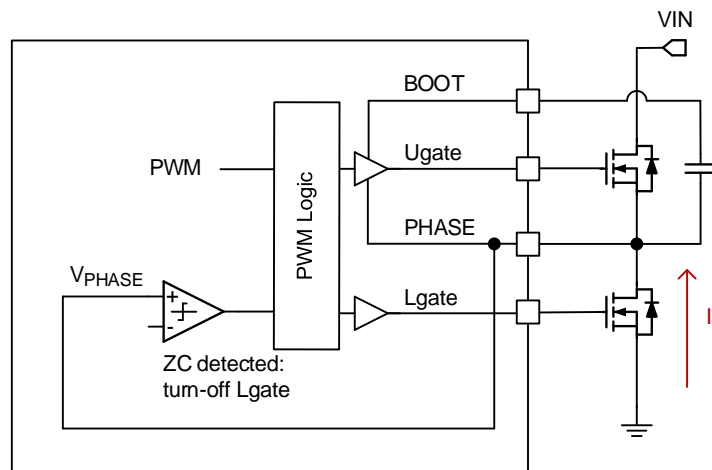 VIN
BOOT
Ugate
PWM
PWM Logic
PHASE
VPHASE
+
-
Lgate
I
ZC detected:
turn-off Lgate